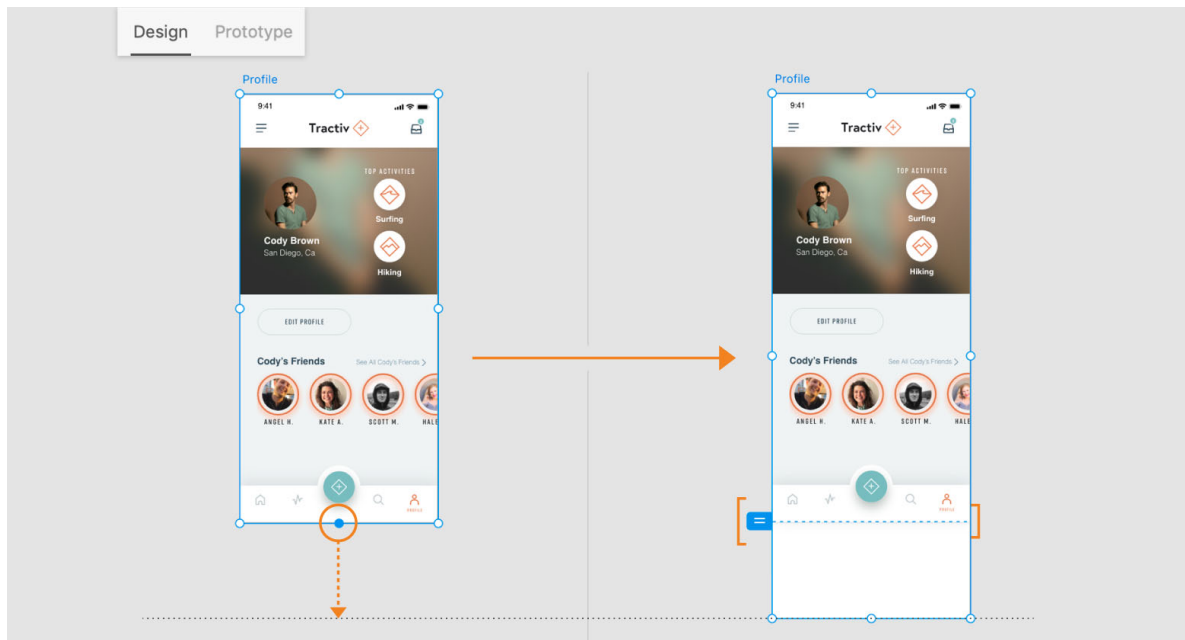 Design Prototype
Profile
9:41
Tractiv
TOP ACTIVITIES
Surfing
Cody Brown
San Diego, Ca
Hiking
EDIT PROFILE
Cody's Friends See All Cody's Friends
ANGEL H. KATE A. SCOTT M. HALE
PROFILE
Profile
9:41
Tractiv
TOP ACTIVITIES
Surfing
Cody Brown
San Diego, Ca
Hiking
EDIT PROFILE
Cody's Friends See All Cody's Friends
ANGEL H. KATE A. SCOTT M. HALE
PROFILE